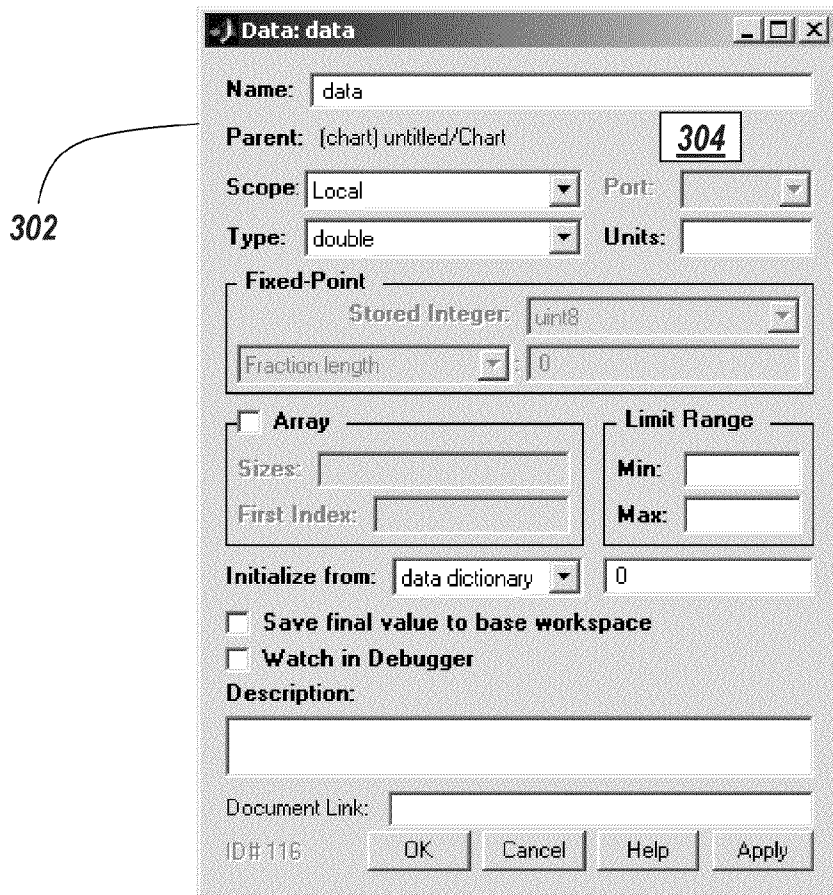 Data: data
Name: data
Parent: (chart) untitled/Chart
304
Scope: Local Port:
302
Type: double Units:
Fixed-Point
Stored Integer: uint8
Fraction length : 0
Array Limit Range
Sizes: Min:
First Index: Max:
Initialize from: data dictionary 0
Save final value to base workspace
Watch in Debugger
Description:
Document Link:
ID# 116 OK Cancel Help Apply